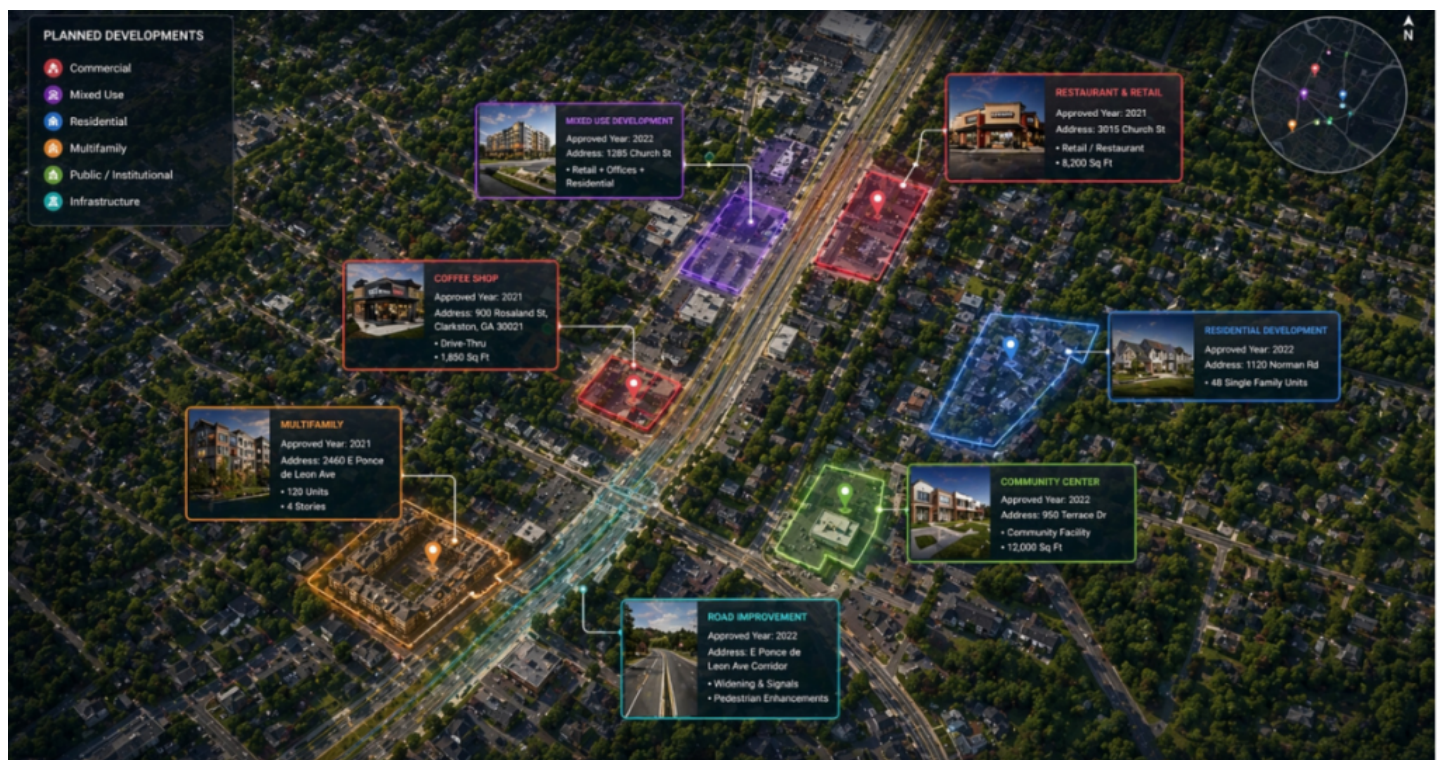 PLANNED DEVELOPMENTS
Commercial
Mixed Use
Residential
Multifamily
Public / Institutional
Infrastructure
N
MIXED USE DEVELOPMENT
Approved Year: 2022
Address: 1285 Church St
• Retail + Offices +
Residential
RESTAURANT & RETAIL
Approved Year: 2021
Address: 3015 Church St
• Retail / Restaurant
• 8,200 Sq Ft
COFFEE SHOP
Approved Year: 2021
Address: 900 Rosaland St,
Clarkston, GA 30021
• Drive-Thru
• 1,850 Sq Ft
RESIDENTIAL DEVELOPMENT
Approved Year: 2022
Address: 1120 Norman Rd
• 48 Single Family Units
MULTIFAMILY
Approved Year: 2021
Address: 2460 E Ponce
de Leon Ave
• 120 Units
• 4 Stories
COMMUNITY CENTER
Approved Year: 2022
Address: 950 Terrace Dr
• Community Facility
• 12,000 Sq Ft
ROAD IMPROVEMENT
Approved Year: 2022
Address: E Ponce de
Leon Ave Corridor
• Widening & Signals
• Pedestrian Enhancements